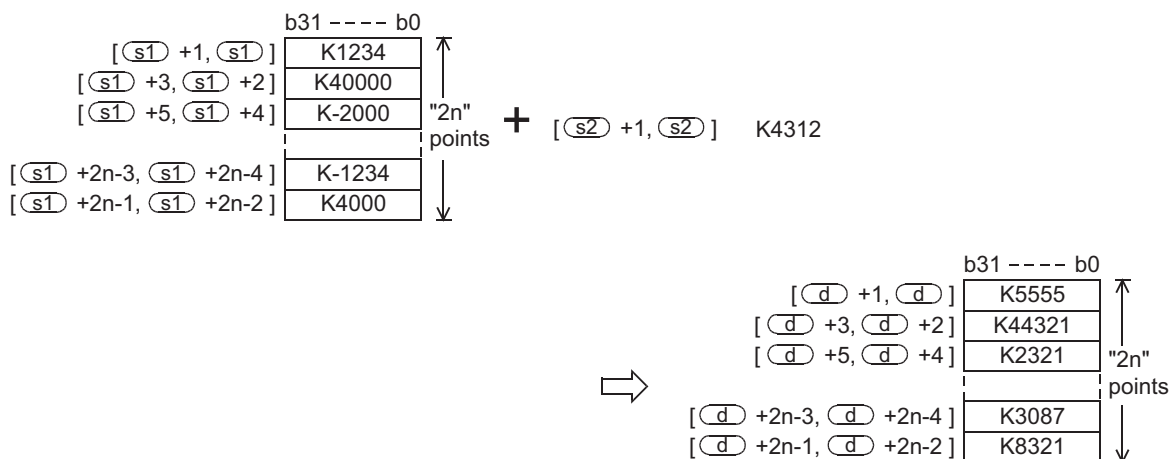 b31 ---- b0
[ s1 +1, s1 ] K1234
[ s1 +3, s1 +2 ] K40000
[ s1 +5, s1 +4 ] K-2000
"2n" points
+ [ s2 +1, s2 ] K4312
[ s1 +2n-3, s1 +2n-4 ] K-1234
[ s1 +2n-1, s1 +2n-2 ] K4000
b31 ---- b0
[ d +1, d ] K5555
[ d +3, d +2 ] K44321
[ d +5, d +4 ] K2321
"2n" points
[ d +2n-3, d +2n-4 ] K3087
[ d +2n-1, d +2n-2 ] K8321